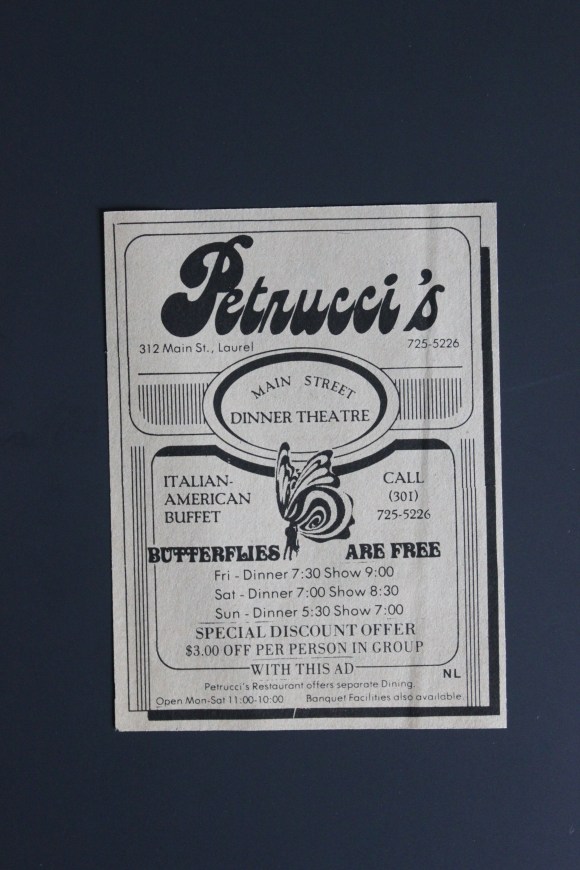 Petrucci's
312 Main St., Laurel 725-5226
MAIN STREET
DINNER THEATRE
ITALIAN-
AMERICAN
BUFFET
CALL
(301)
725-5226
BUTTERFLIES ARE FREE
Fri - Dinner 7:30 Show 9:00
Sat - Dinner 7:00 Show 8:30
Sun - Dinner 5:30 Show 7:00
SPECIAL DISCOUNT OFFER
$3.00 OFF PER PERSON IN GROUP
WITH THIS AD
NL
Petrucci's Restaurant offers separate Dining.
Open Mon-Sat 11:00-10:00 Banquet Facilities also available.